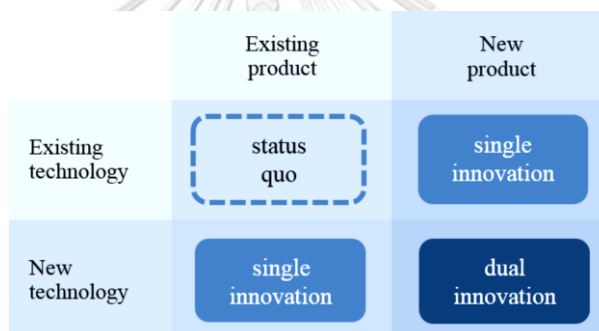 Existing
product
New
product
Existing
technology
status
quo
single
innovation
New
technology
single
innovation
dual
innovation